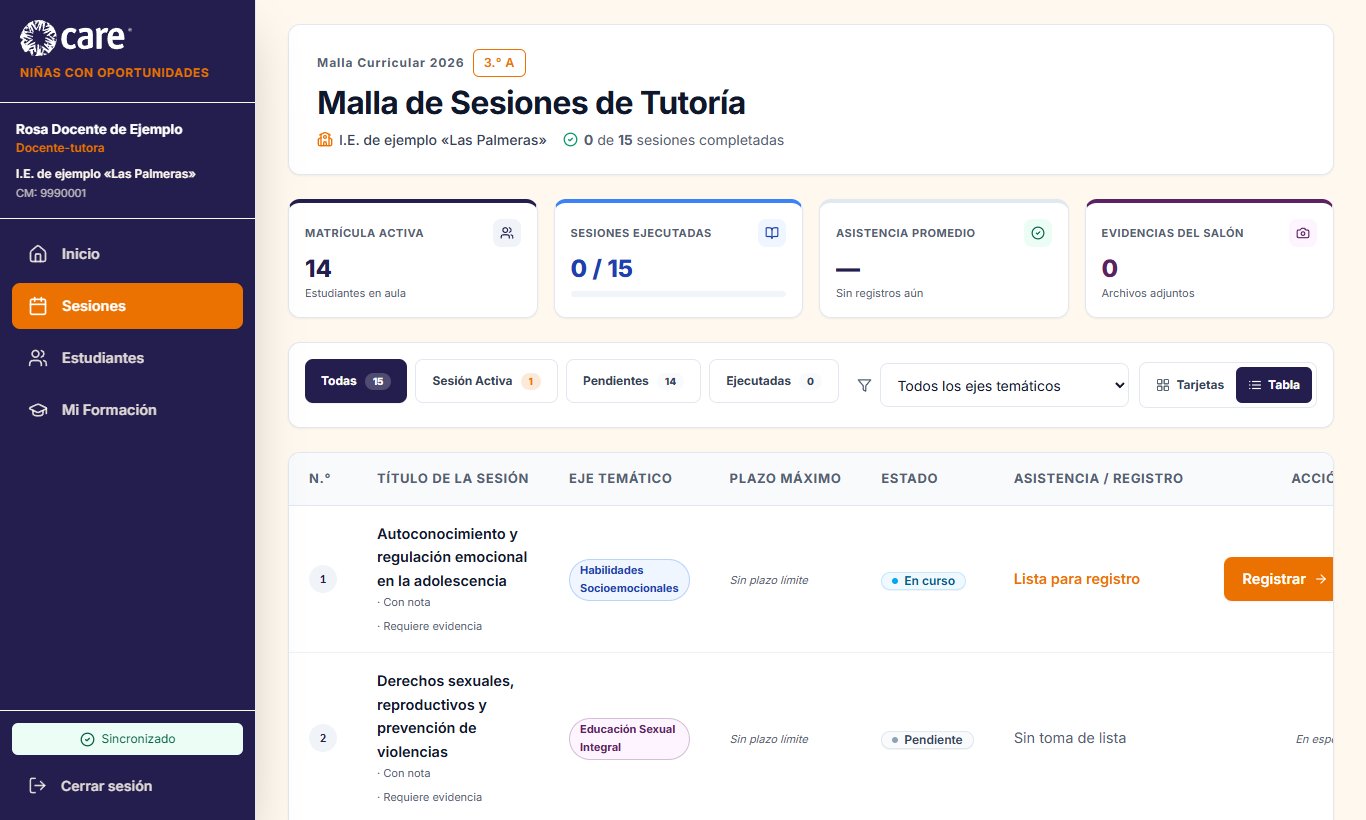 care
NIÑAS CON OPORTUNIDADES
Rosa Docente de Ejemplo
Docente-tutora
I.E. de ejemplo «Las Palmeras»
CM: 9990001
Inicio
Sesiones
Estudiantes
Mi Formación
Sincronizado
Cerrar sesión
Malla Curricular 2026 3.° A
Malla de Sesiones de Tutoría
I.E. de ejemplo «Las Palmeras» 0 de 15 sesiones completadas
MATRÍCULA ACTIVA
14
Estudiantes en aula
SESIONES EJECUTADAS
0 / 15
ASISTENCIA PROMEDIO
—
Sin registros aún
EVIDENCIAS DEL SALÓN
0
Archivos adjuntos
Todas 15 Sesión Activa 1 Pendientes 14 Ejecutadas 0 Todos los ejes temáticos Tarjetas Tabla
N.° TÍTULO DE LA SESIÓN EJE TEMÁTICO PLAZO MÁXIMO ESTADO ASISTENCIA / REGISTRO ACCIÓ
1
Autoconocimiento y
regulación emocional
en la adolescencia
· Con nota
· Requiere evidencia
Habilidades
Socioemocionales
Sin plazo límite
En curso
Lista para registro
Registrar →
2
Derechos sexuales,
reproductivos y
prevención de
violencias
· Con nota
· Requiere evidencia
Educación Sexual
Integral
Sin plazo límite
Pendiente
Sin toma de lista
En esp